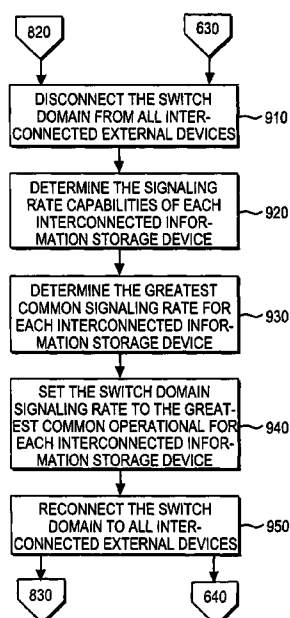 820
630
DISCONNECT THE SWITCH
DOMAIN FROM ALL INTER-
CONNECTED EXTERNAL DEVICES
910
DETERMINE THE SIGNALING
RATE CAPABILITIES OF EACH
INTERCONNECTED INFOR-
MATION STORAGE DEVICE
920
DETERMINE THE GREATEST
COMMON SIGNALING RATE FOR
EACH INTERCONNECTED INFOR-
MATION STORAGE DEVICE
930
SET THE SWITCH DOMAIN
SIGNALING RATE TO THE GREAT-
EST COMMON OPERATIONAL FOR
EACH INTERCONNECTED INFOR-
MATION STORAGE DEVICE
940
RECONNECT THE SWITCH
DOMAIN TO ALL INTER-
CONNECTED EXTERNAL DEVICES
950
830
640